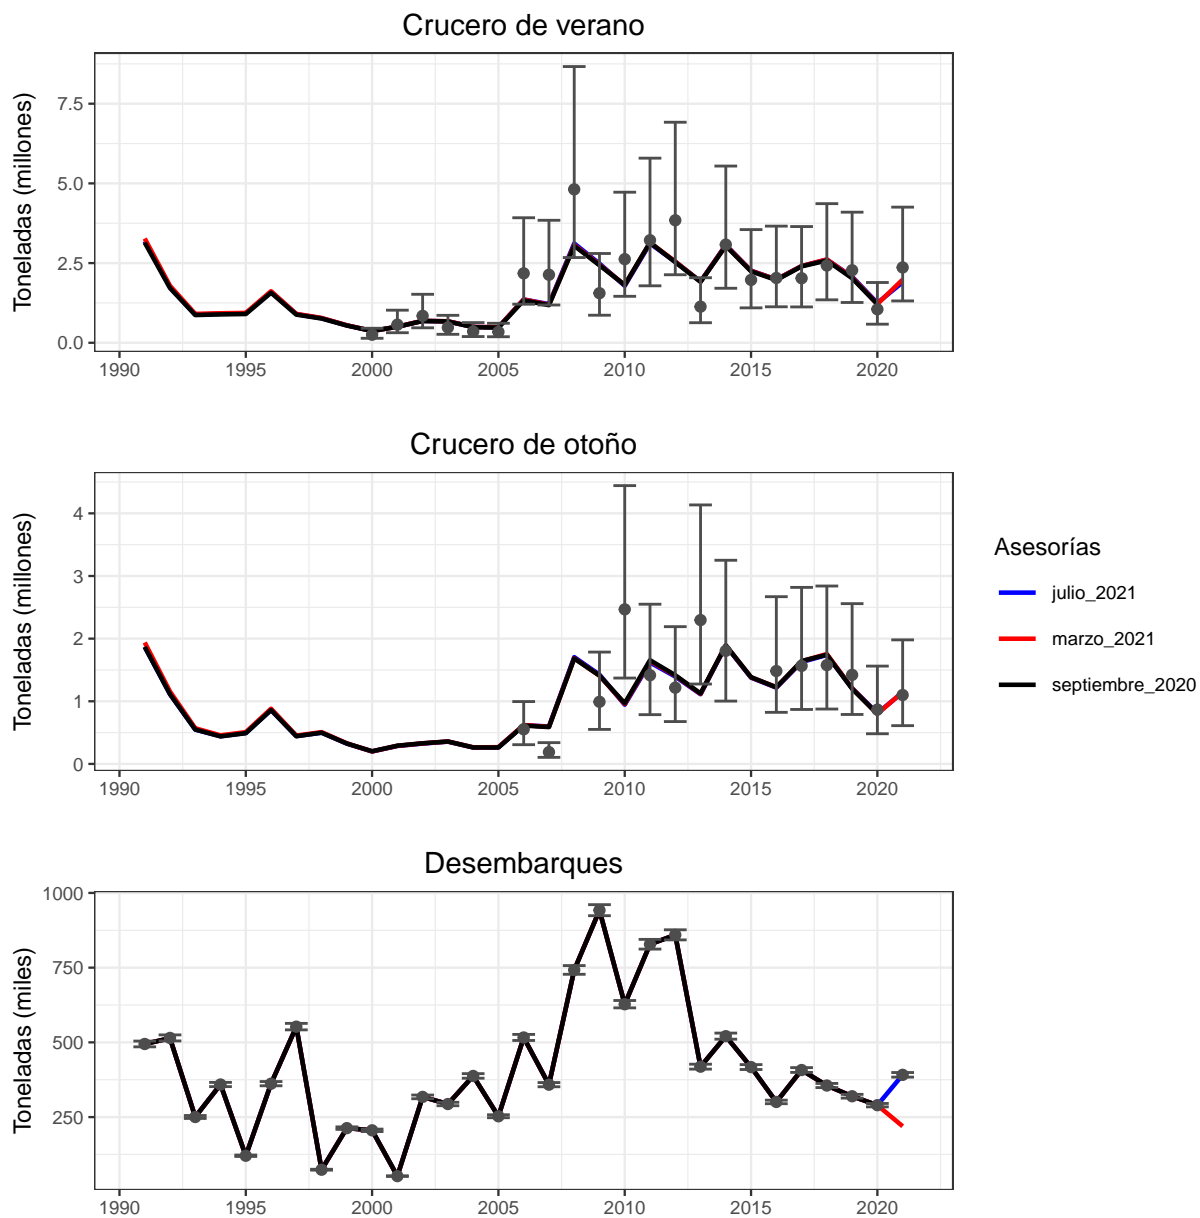 Crucero de verano
Toneladas (millones)
7.5
5.0
2.5
0.0
1990 1995 2000 2005 2010 2015 2020
Crucero de otoño
Toneladas (millones)
4
3
2
1
0
1990 1995 2000 2005 2010 2015 2020
Asesorías
julio_2021
marzo_2021
septiembre_2020
Desembarques
Toneladas (miles)
1000
750
500
250
1990 1995 2000 2005 2010 2015 2020